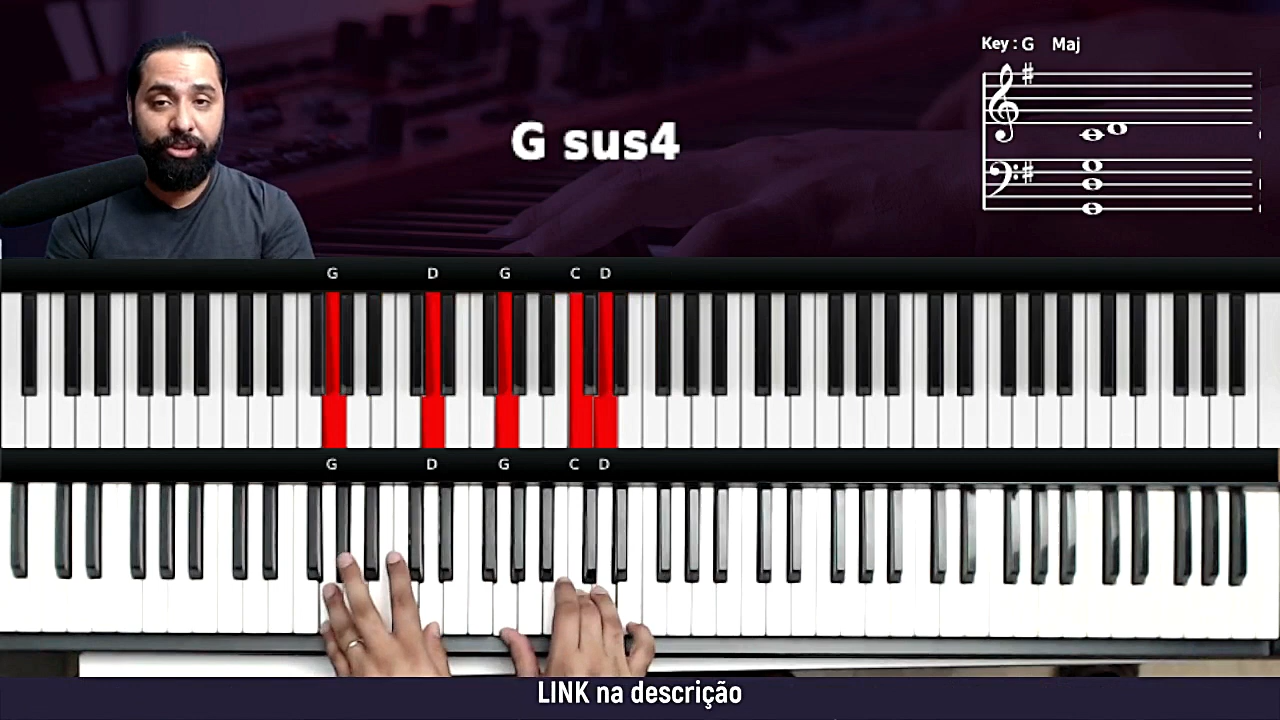 Key : G Maj
G sus4
G D G C D
G D G C D
LINK na descrição